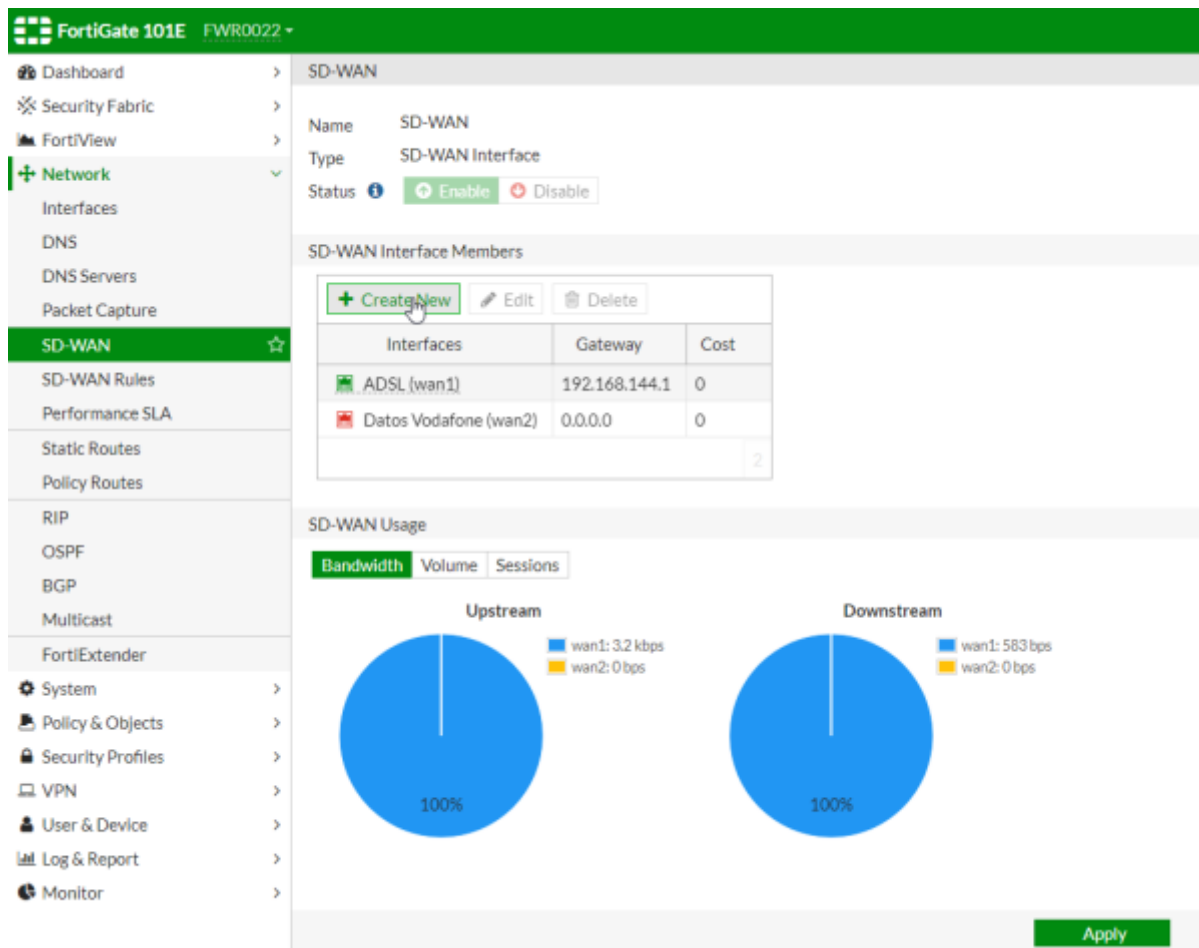 FortiGate 101E FWR0022
Dashboard
Security Fabric
FortiView
Network
Interfaces
DNS
DNS Servers
Packet Capture
SD-WAN
SD-WAN Rules
Performance SLA
Static Routes
Policy Routes
RIP
OSPF
BGP
Multicast
FortiExtender
System
Policy & Objects
Security Profiles
VPN
User & Device
Log & Report
Monitor
SD-WAN
Name SD-WAN
Type SD-WAN Interface
Status Enable Disable
SD-WAN Interface Members
+ Create New Edit Delete
Interfaces Gateway Cost
ADSL (wan1) 192.168.144.1 0
Datos Vodafone (wan2) 0.0.0.0 0
2
SD-WAN Usage
Bandwidth Volume Sessions
Upstream
wan1: 3.2 kbps
wan2: 0 bps
100%
Downstream
wan1: 583 bps
wan2: 0 bps
100%
Apply